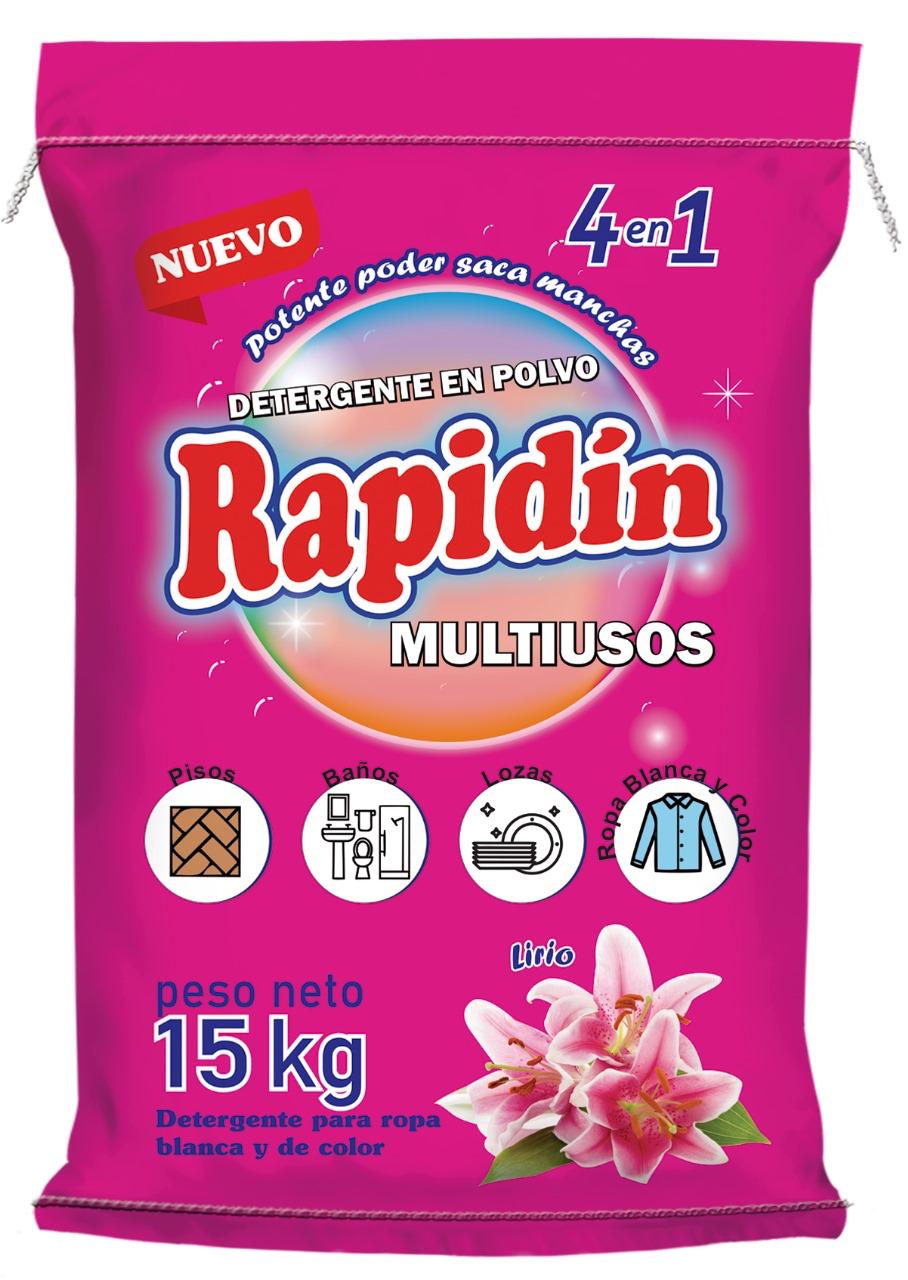 NUEVO
4 en 1
potente poder saca manchas
DETERGENTE EN POLVO
Rapidín
MULTIUSOS
Pisos
Baños
Lozas
Ropa Blanca y Color
Lirio
peso neto
15 kg
Detergente para ropa
blanca y de color